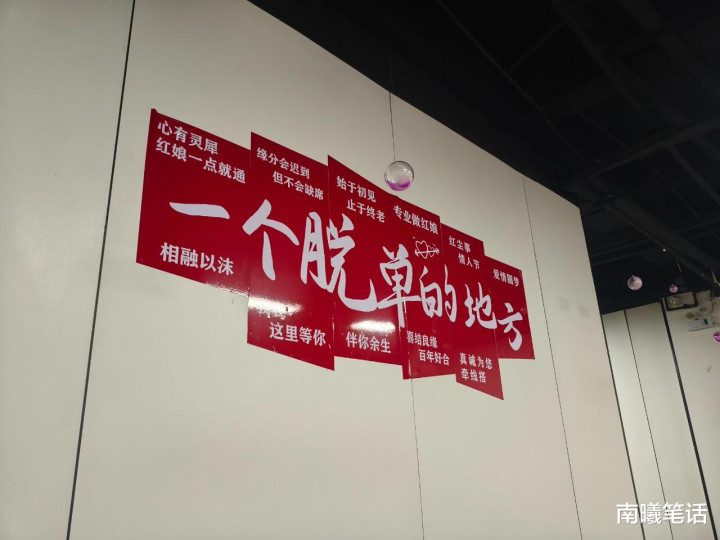 心有灵犀
红娘一点就通
缘分会迟到
但不会缺席
始于初见
止于终老
专业做红娘
红尘事
情人节
爱情圆梦
一个脱单的地方
相融以沫
这里等你
伴你余生
喜结良缘
百年好合
真诚为您
牵线搭
南曦笔话